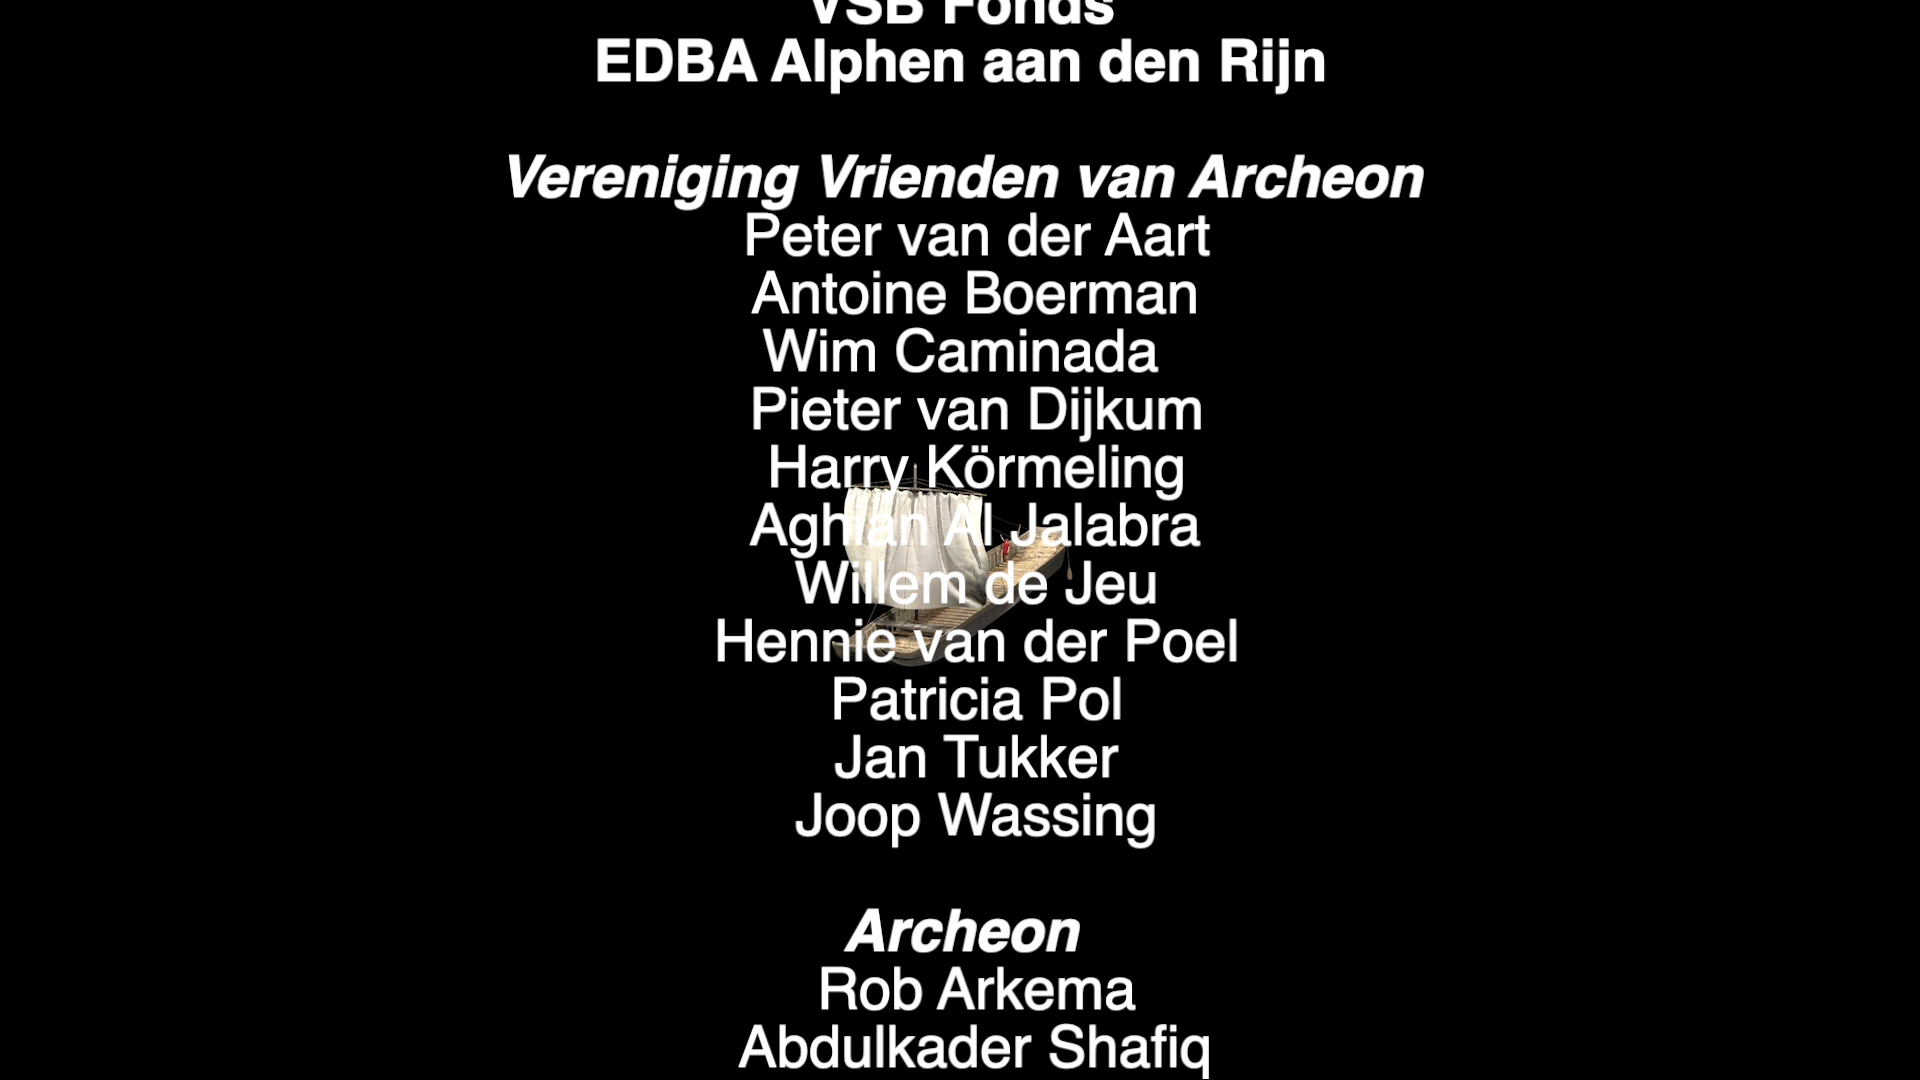 VSB Fonds
EDBA Alphen aan den Rijn
Vereniging Vrienden van Archeon
Peter van der Aart
Antoine Boerman
Wim Caminada
Pieter van Dijkum
Harry Körmeling
Al Jalabra
Willem de Jeu
Hennie van der Poel
Patricia Pol
Jan Tukker
Joop Wassing
Archeon
Rob Arkema
Abdulkader Shafiq